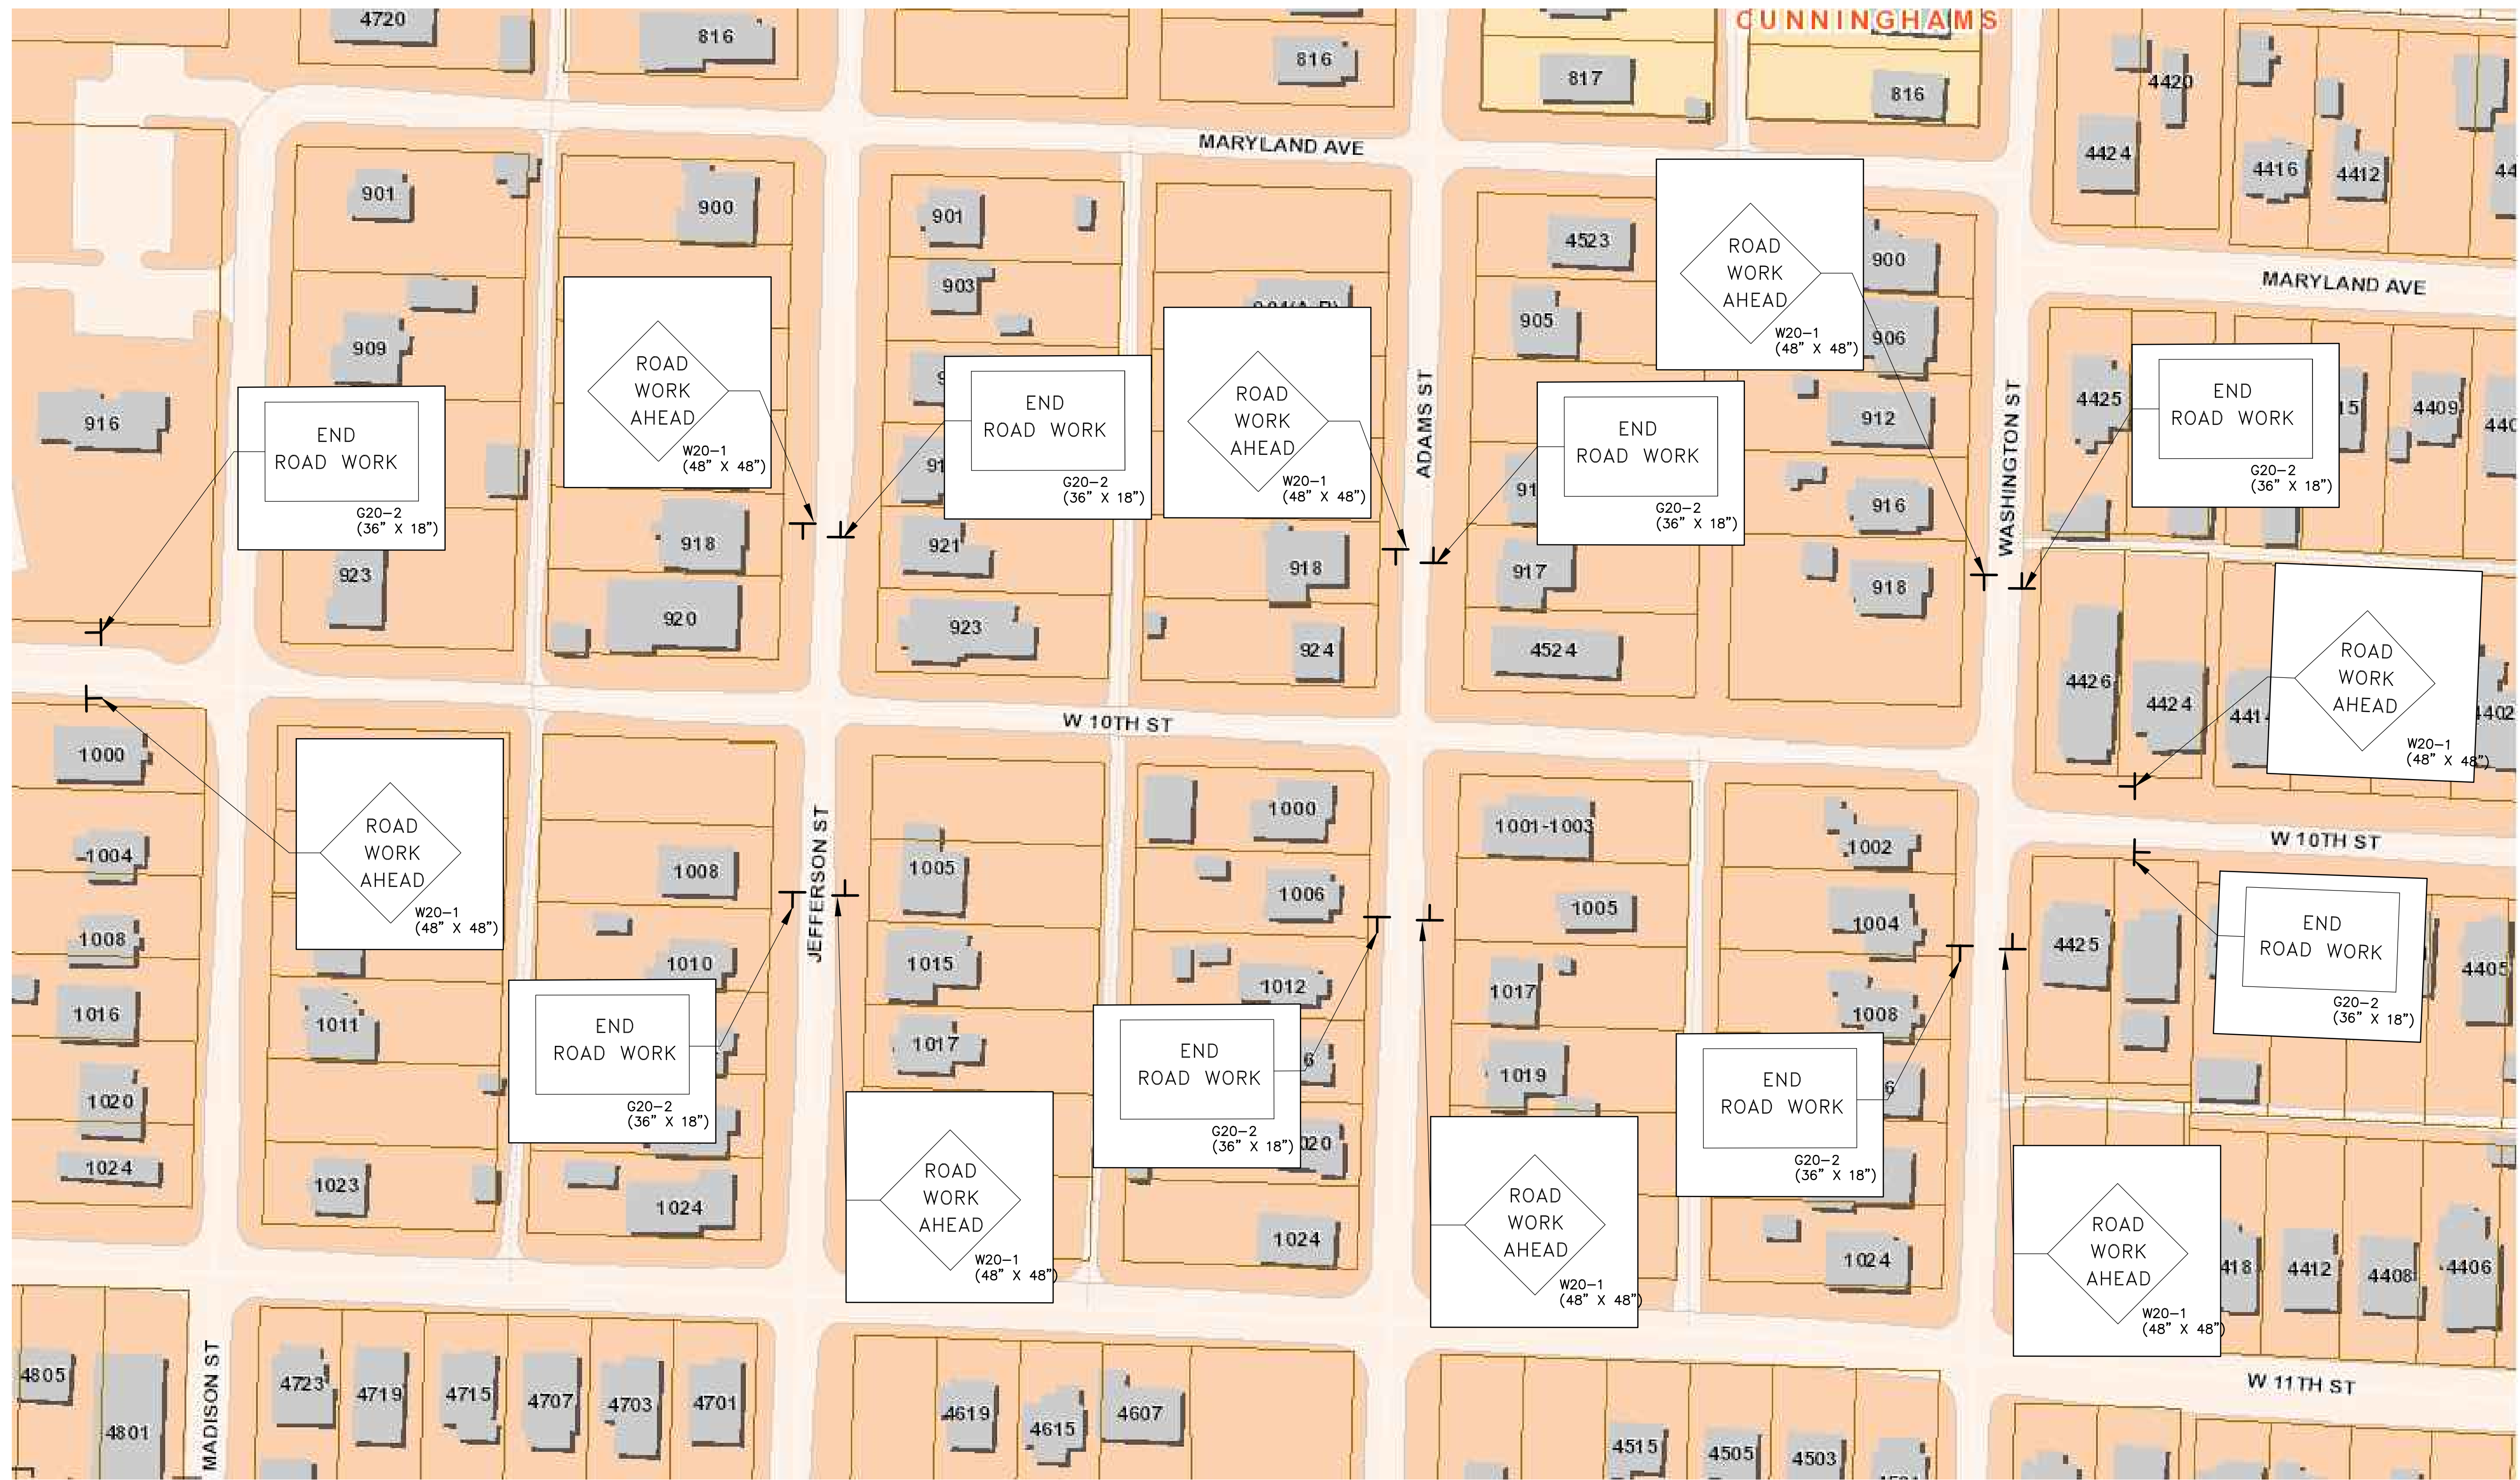 CUNNINGHAMS
4720
816
816
817
816
4420
4424
4416
4412
MARYLAND AVE
901
900
901
903
4523
905
ROAD
WORK
AHEAD
W20-1
(48" X 48")
900
906
912
916
918
MARYLAND AVE
909
916
END
ROAD WORK
G20-2
(36" X 18")
923
ROAD
WORK
AHEAD
W20-1
(48" X 48")
918
920
END
ROAD WORK
G20-2
(36" X 18")
921
923
ROAD
WORK
AHEAD
W20-1
(48" X 48")
918
924
ADAMS ST
END
ROAD WORK
G20-2
(36" X 18")
917
4524
WASHINGTON ST
4425
END
ROAD WORK
G20-2
(36" X 18")
4409
4426
4424
ROAD
WORK
AHEAD
W20-1
(48" X 48")
4402
W 10TH ST
W 10TH ST
1000
1004
1008
1016
1020
1024
ROAD
WORK
AHEAD
W20-1
(48" X 48")
1011
1023
1008
1010
END
ROAD WORK
G20-2
(36" X 18")
1024
JEFFERSON ST
1005
1015
1017
ROAD
WORK
AHEAD
W20-1
(48" X 48")
1000
1006
1012
END
ROAD WORK
G20-2
(36" X 18")
1024
1001-1003
1005
1017
1019
ROAD
WORK
AHEAD
W20-1
(48" X 48")
1002
1004
1008
END
ROAD WORK
G20-2
(36" X 18")
1024
4425
END
ROAD WORK
G20-2
(36" X 18")
4405
ROAD
WORK
AHEAD
W20-1
(48" X 48")
418
4412
4408
4406
W 11TH ST
MADISON ST
4805
4801
4723
4719
4715
4707
4703
4701
4619
4615
4607
4515
4505
4503